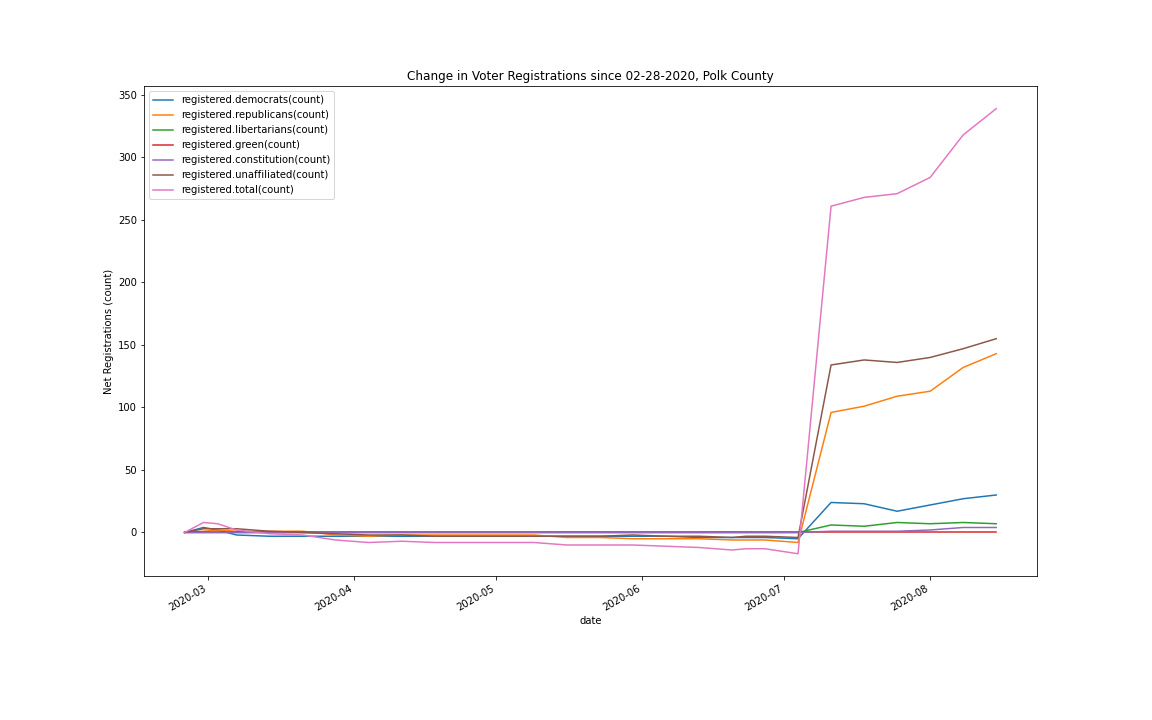 Change in Voter Registrations since 02-28-2020, Polk County
registered.democrats(count)
registered.republicans(count)
registered.libertarians(count)
registered.green(count)
registered.constitution(count)
registered.unaffiliated(count)
registered.total(count)
Net Registrations (count)
350
300
250
200
150
100
50
0
2020-03
2020-04
2020-05
2020-06
2020-07
2020-08
date